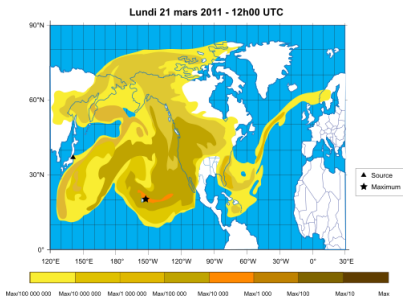 Lundi 21 mars 2011 - 12h00 UTC
90°N
60°N
30°N
0°
120°E 150°E 180° 150°W 120°W 90°W 60°W 30°W 0° 30°E
Source
Maximum
Max/100 000 000 Max/10 000 000 Max/1 000 000 Max/100 000 Max/10 000 Max/1 000 Max/100 Max/10 Max